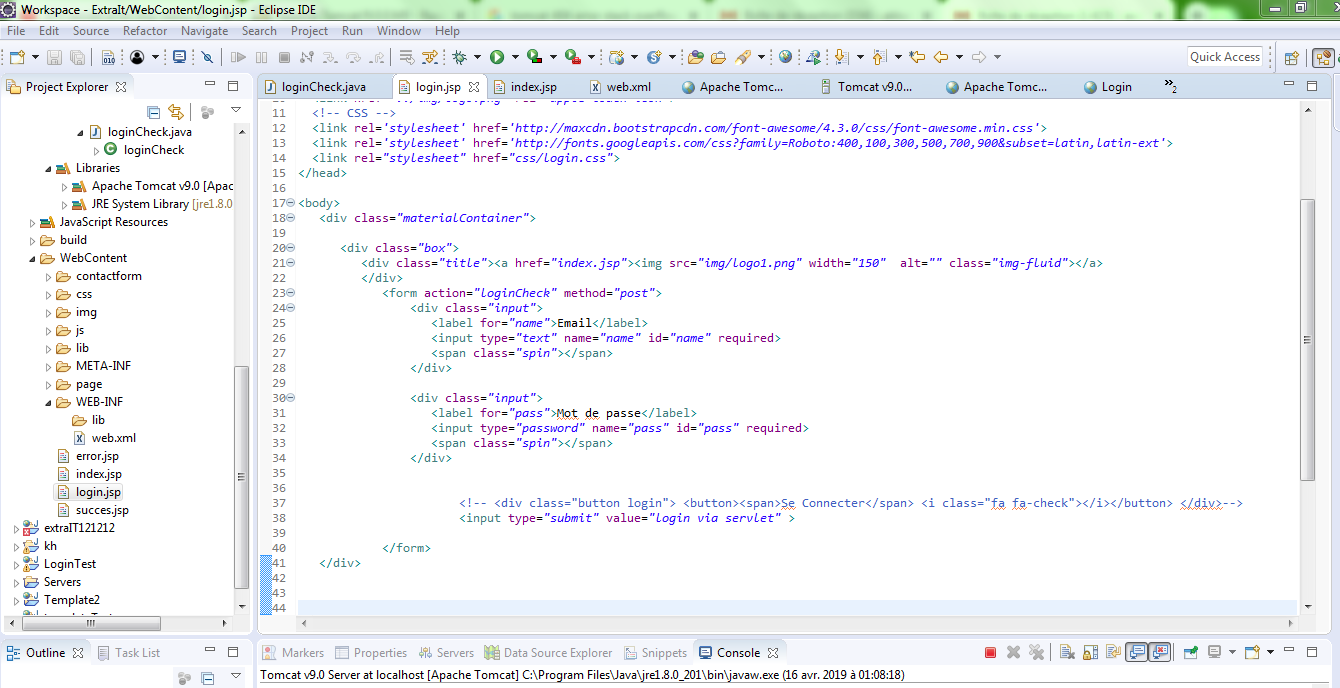 Workspace - ExtraIt/WebContent/login.jsp - Eclipse IDE
File Edit Source Refactor Navigate Search Project Run Window Help
Quick Access
Project Explorer
loginCheck.java login.jsp index.jsp web.xml Apache Tomc... Tomcat v9.0... Apache Tomc... Login »2
loginCheck.java
loginCheck
Libraries
Apache Tomcat v9.0 [Apac
JRE System Library [jre1.8.0
JavaScript Resources
build
WebContent
contactform
css
img
js
lib
META-INF
page
WEB-INF
lib
web.xml
error.jsp
index.jsp
login.jsp
succes.jsp
extraIT121212
kh
LoginTest
Servers
Template2
11 <!-- CSS -->
12 <link rel='stylesheet' href='http://maxcdn.bootstrapcdn.com/font-awesome/4.3.0/css/font-awesome.min.css'>
13 <link rel='stylesheet' href='http://fonts.googleapis.com/css?family=Roboto:400,100,300,500,700,900&subset=latin,latin-ext'>
14 <link rel="stylesheet" href="css/login.css">
15 </head>
16
17 <body>
18 <div class="materialContainer">
19
20 <div class="box">
21 <div class="title"><a href="index.jsp"><img src="img/logo1.png" width="150"  alt="" class="img-fluid"></a>
22 </div>
23 <form action="loginCheck" method="post">
24 <div class="input">
25 <label for="name">Email</label>
26 <input type="text" name="name" id="name" required>
27 <span class="spin"></span>
28 </div>
29
30 <div class="input">
31 <label for="pass">Mot de passe</label>
32 <input type="password" name="pass" id="pass" required>
33 <span class="spin"></span>
34 </div>
35
36
37 <!-- <div class="button login"> <button><span>Se Connecter</span> <i class="fa fa-check"></i></button> </div>-->
38 <input type="submit" value="login via servlet" >
39
40 </form>
41 </div>
42
43
44
Outline Task List
Markers Properties Servers Data Source Explorer Snippets Console
Tomcat v9.0 Server at localhost [Apache Tomcat] C:\Program Files\Java\jre1.8.0_201\bin\javaw.exe (16 avr. 2019 à 01:08:18)